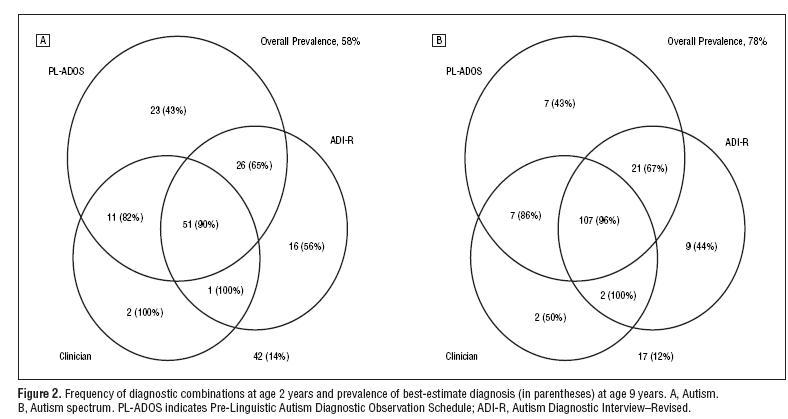 A
Overall Prevalence, 58%
PL-ADOS
23 (43%)
ADI-R
26 (65%)
11 (82%)
51 (90%)
16 (56%)
1 (100%)
2 (100%)
Clinician
42 (14%)
B
Overall Prevalence, 78%
PL-ADOS
7 (43%)
ADI-R
21 (67%)
7 (86%)
107 (96%)
9 (44%)
2 (100%)
2 (50%)
Clinician
17 (12%)
Figure 2. Frequency of diagnostic combinations at age 2 years and prevalence of best-estimate diagnosis (in parentheses) at age 9 years. A, Autism.
B, Autism spectrum. PL-ADOS indicates Pre-Linguistic Autism Diagnostic Observation Schedule; ADI-R, Autism Diagnostic Interview–Revised.